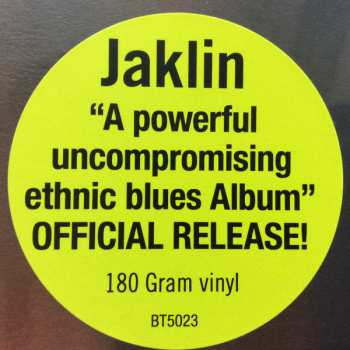 Jaklin
“A powerful
uncompromising
ethnic blues Album”
OFFICIAL RELEASE!
180 Gram vinyl
BT5023